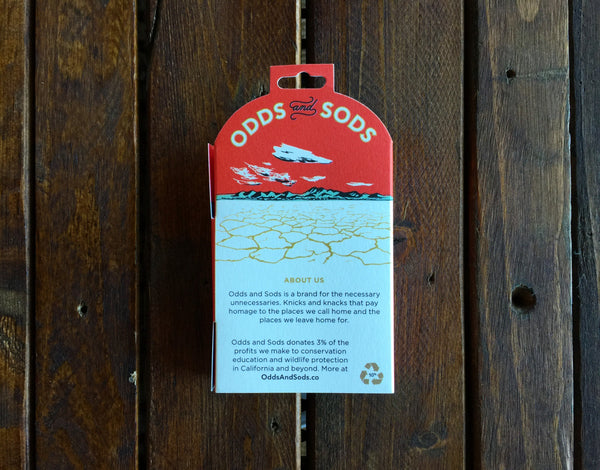 ODDS and SODS
ABOUT US
Odds and Sods is a brand for the necessary
unnecessaries. Knicks and knacks that pay
homage to the places we call home and the
places we leave home for.
Odds and Sods donates 3% of the
profits we make to conservation
education and wildlife protection
in California and beyond. More at
OddsAndSods.co